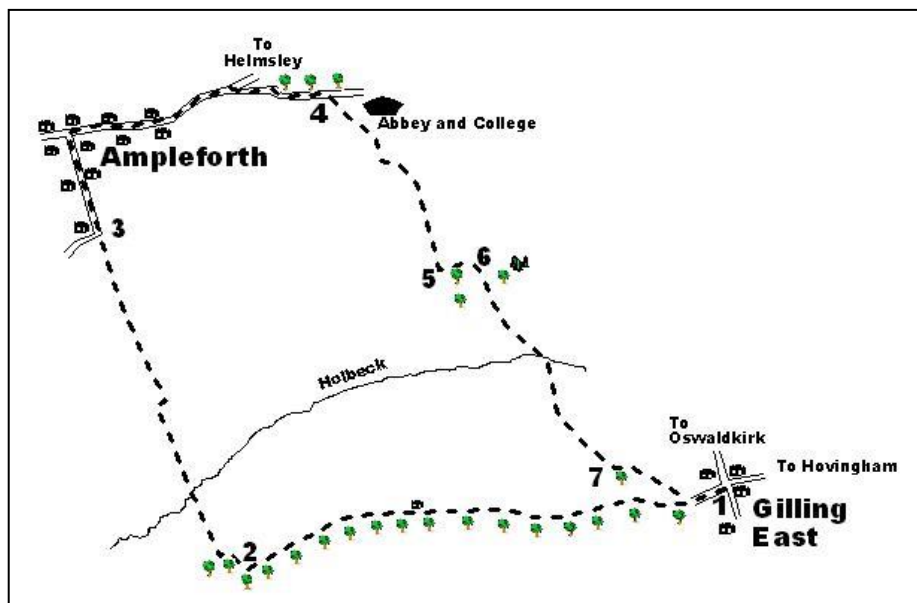 To
Helmsley
4
Abbey and College
Ampleforth
3
5
6
Holbeck
To
Oswaldkirk
To Hovingham
7
1
Gilling
East
2